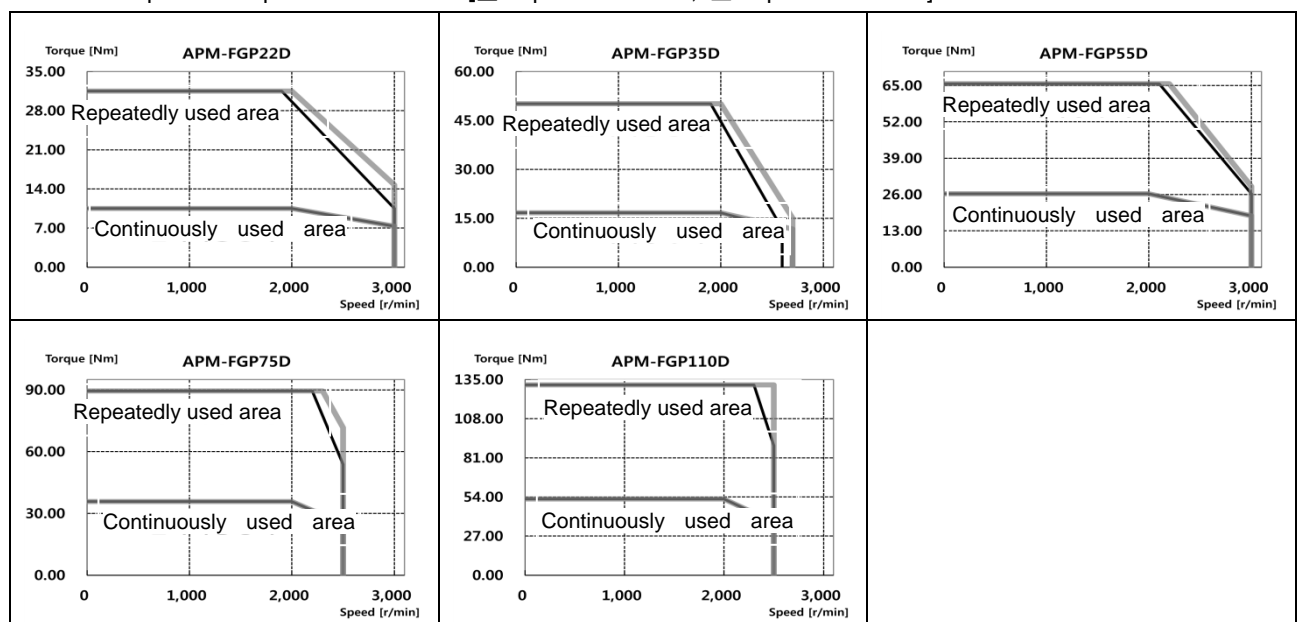 Torque [Nm] APM-FGP22D
35.00
28.00
21.00
14.00
7.00
0.00
Repeatedly used area
Continuously used area
0 1,000 2,000 3,000
Speed [r/min]
Torque [Nm] APM-FGP35D
60.00
45.00
30.00
15.00
0.00
Repeatedly used area
Continuously used area
0 1,000 2,000 3,000
Speed [r/min]
Torque [Nm] APM-FGP55D
65.00
52.00
39.00
26.00
13.00
0.00
Repeatedly used area
Continuously used area
0 1,000 2,000 3,000
Speed [r/min]
Torque [Nm] APM-FGP75D
90.00
60.00
30.00
0.00
Repeatedly used area
Continuously used area
0 1,000 2,000 3,000
Speed [r/min]
Torque [Nm] APM-FGP110D
135.00
108.00
81.00
54.00
27.00
0.00
Repeatedly used area
Continuously used area
0 1,000 2,000 3,000
Speed [r/min]